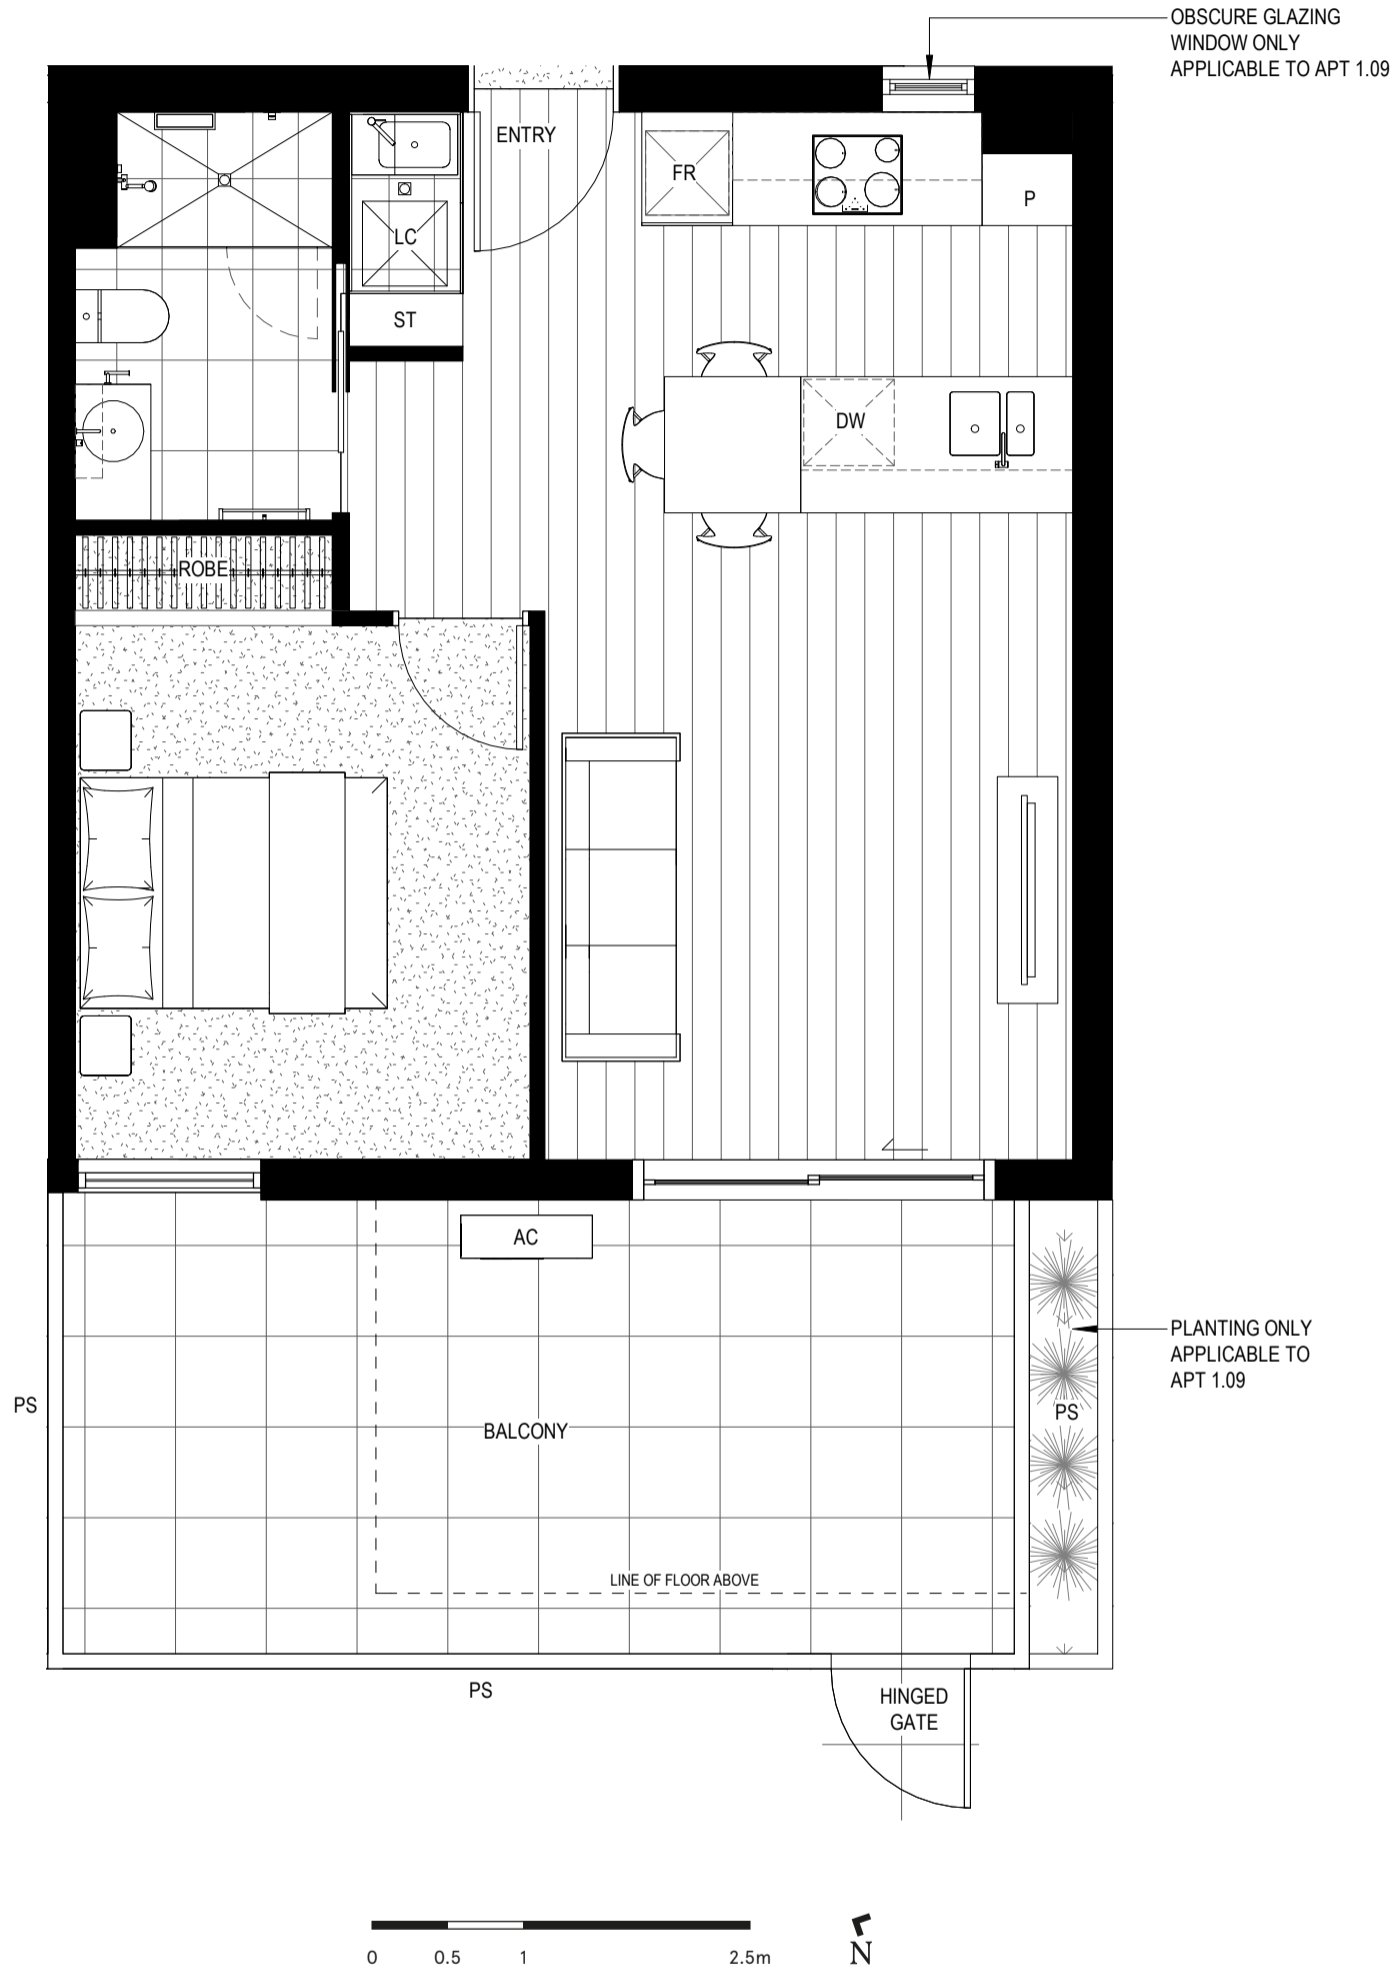 OBSCURE GLAZING
WINDOW ONLY
APPLICABLE TO APT 1.09
ENTRY
FR
P
LC
ST
DW
ROBE
AC
PLANTING ONLY
APPLICABLE TO
APT 1.09
PS
PS
BALCONY
LINE OF FLOOR ABOVE
PS
HINGED
GATE
0 0.5 1 2.5m
N